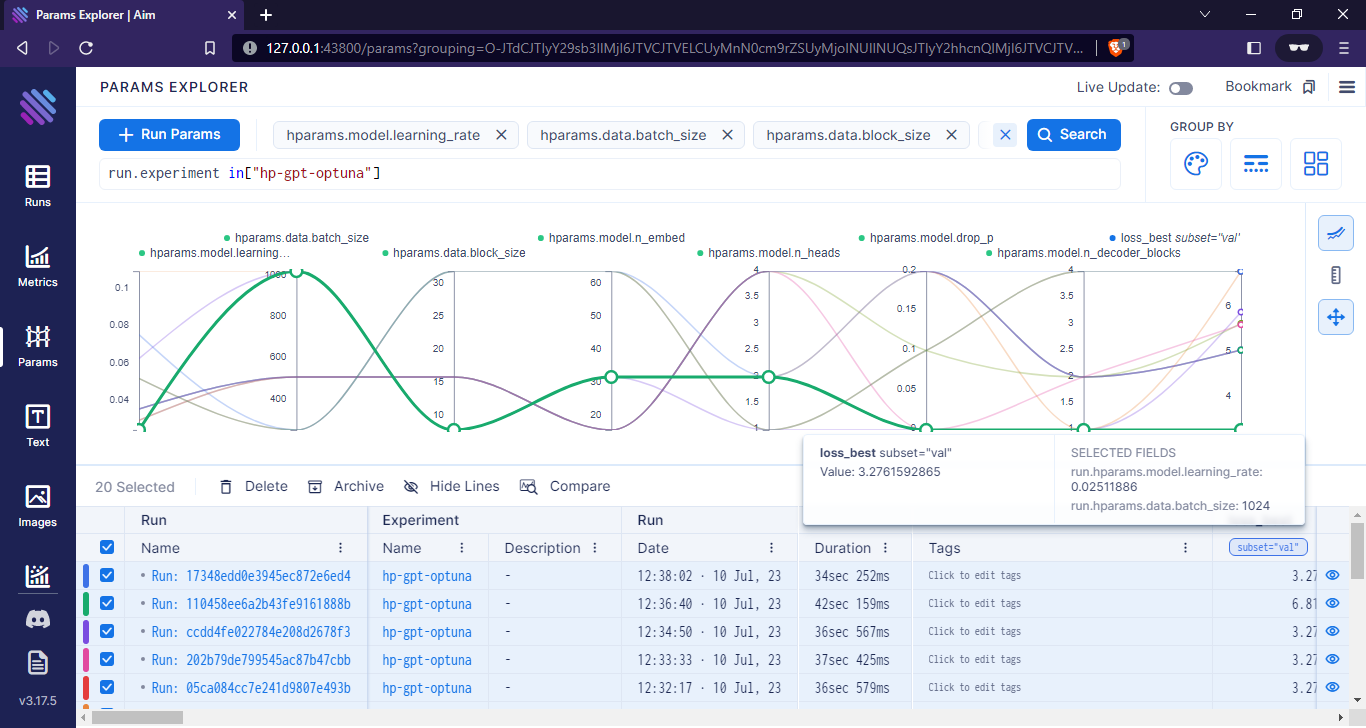 Params Explorer | Aim
127.0.0.1:43800/params?grouping=O-JTdCJTIyY29sb3IIMjI6JTVCJTVELCUyMnN0cm9rZSUyMjoINUIINUQsJTIyY2hhcnQIMjI6JTVCJTV...
1
PARAMS EXPLORER
Live Update:
Bookmark
Run Params
hparams.model.learning_rate
hparams.data.batch_size
hparams.data.block_size
Search
GROUP BY
run.experiment in["hp-gpt-optuna"]
Runs
Metrics
Params
Text
Images
v3.17.5
hparams.data.batch_size
hparams.model.n_embed
hparams.model.drop_p
loss_best subset="val"
hparams.model.learning...
hparams.data.block_size
hparams.model.n_heads
hparams.model.n_decoder_blocks
0.1
0.08
0.06
0.04
1000
800
600
400
30
25
20
15
10
60
50
40
30
20
4
3.5
3
2.5
2
1.5
1
0.2
0.15
0.1
0.05
0
4
3.5
3
2.5
2
1.5
1
6
5
4
loss_best subset="val"
Value: 3.2761592865
SELECTED FIELDS
run.hparams.model.learning_rate:
0.02511886
run.hparams.data.batch_size: 1024
20 Selected
Delete
Archive
Hide Lines
Compare
Run Experiment Run
Name Name Description Date Duration Tags subset="val"
Run: 17348edd0e3945ec872e6ed4 hp-gpt-optuna - 12:38:02 · 10 Jul, 23 34sec 252ms Click to edit tags 3.27
Run: 110458ee6a2b43fe9161888b hp-gpt-optuna - 12:36:40 · 10 Jul, 23 42sec 159ms Click to edit tags 6.81
Run: ccdd4fe022784e208d2678f3 hp-gpt-optuna - 12:34:50 · 10 Jul, 23 36sec 567ms Click to edit tags 3.27
Run: 202b79de799545ac87b47cbb hp-gpt-optuna - 12:33:33 · 10 Jul, 23 37sec 425ms Click to edit tags 3.27
Run: 05ca084cc7e241d9807e493b hp-gpt-optuna - 12:32:17 · 10 Jul, 23 36sec 579ms Click to edit tags 3.27